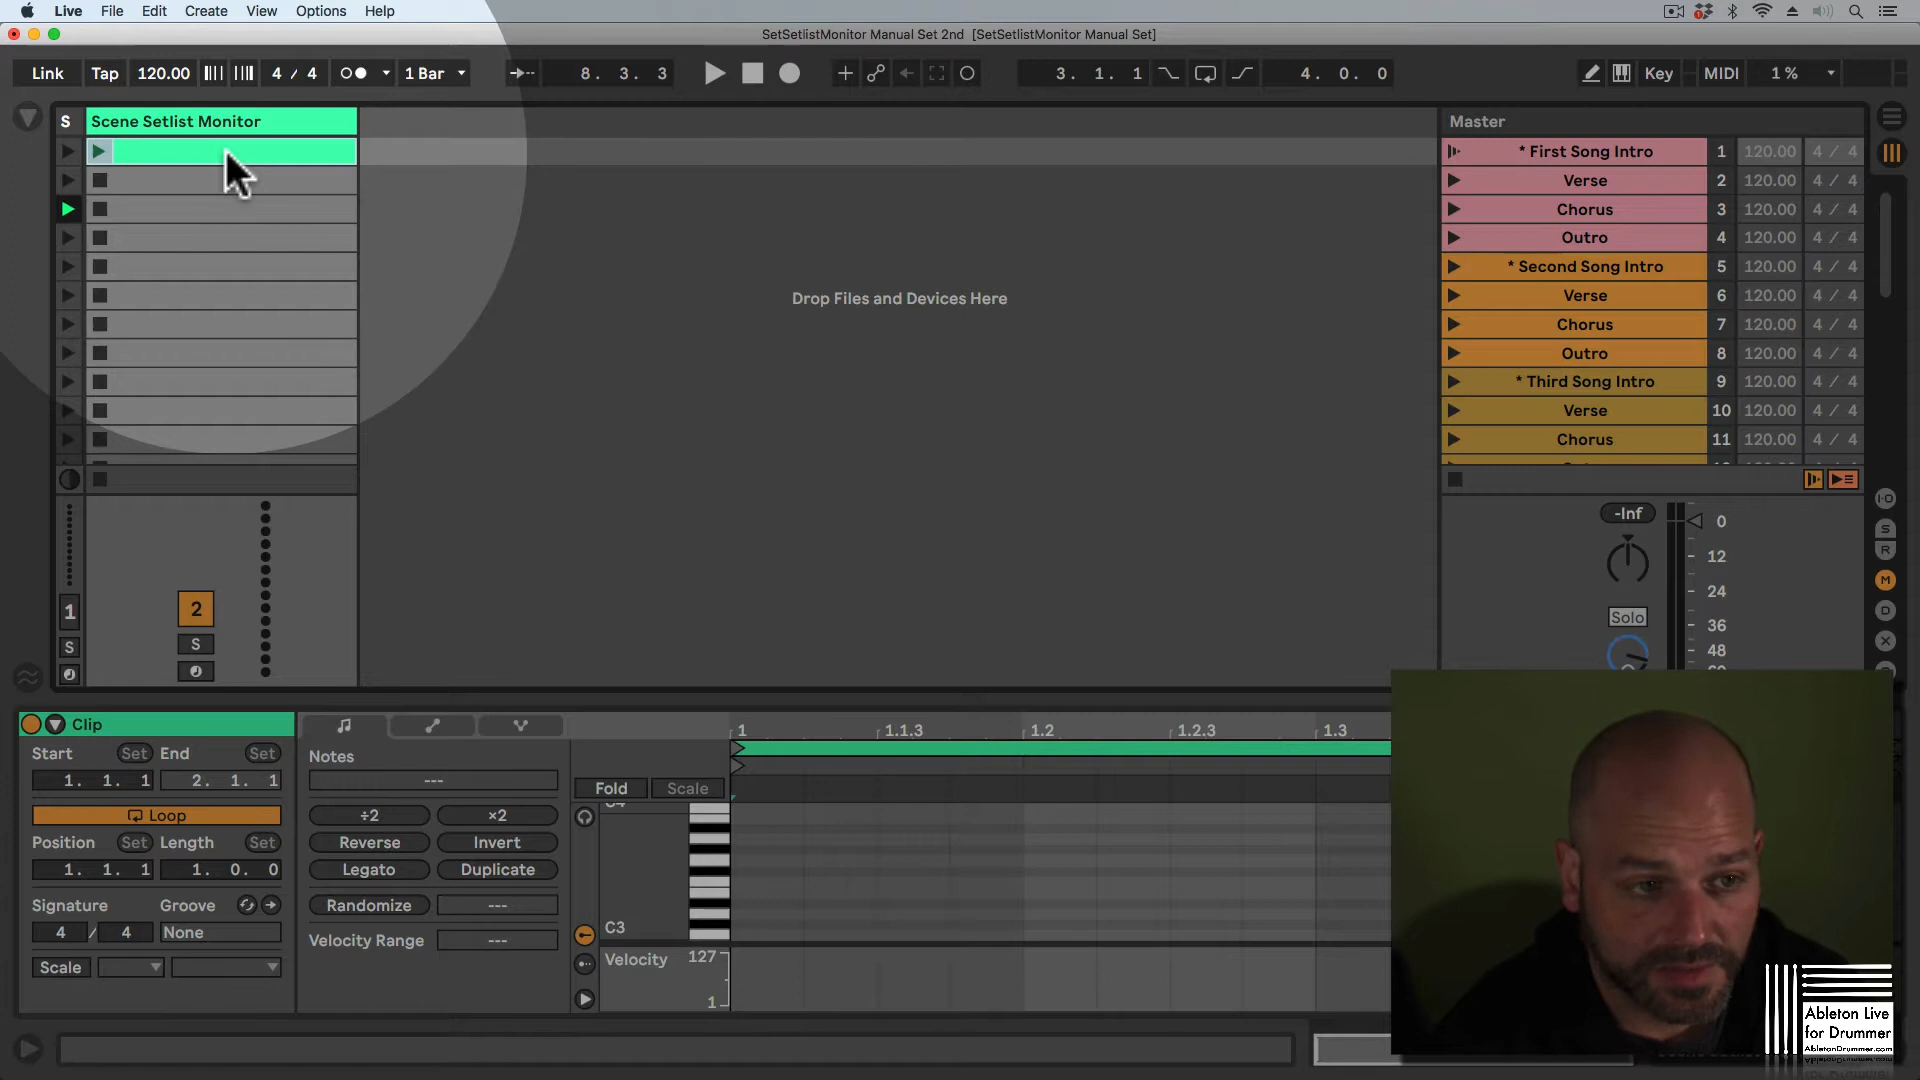 Live File Edit Create View Options Help
SetSetlistMonitor Manual Set 2nd [SetSetlistMonitor Manual Set]
Link Tap 120.00 4 / 4 1 Bar 8. 3. 3 3. 1. 1 4. 0. 0 Key MIDI 1 %
S Scene Setlist Monitor Master
* First Song Intro 1 120.00 4 / 4
Verse 2 120.00 4 / 4
Chorus 3 120.00 4 / 4
Outro 4 120.00 4 / 4
* Second Song Intro 5 120.00 4 / 4
Verse 6 120.00 4 / 4
Drop Files and Devices Here
Chorus 7 120.00 4 / 4
Outro 8 120.00 4 / 4
* Third Song Intro 9 120.00 4 / 4
Verse 10 120.00 4 / 4
Chorus 11 120.00 4 / 4
-Inf 0
12
24
36
48
1 2 Solo
S S
I·O
S
R
M
D
X
Clip
Start Set End Set
1. 1. 1 2. 1. 1
Loop
Position Set Length Set
1. 1. 1 1. 0. 0
Signature Groove
4 / 4 None
Scale
Notes
---
÷2 ×2
Reverse Invert
Legato Duplicate
Randomize ---
Velocity Range ---
1 1.1.3 1.2 1.2.3 1.3
Fold Scale
C3
Velocity 127
1
Ableton Live
for Drummer
AbletonDrummer.com